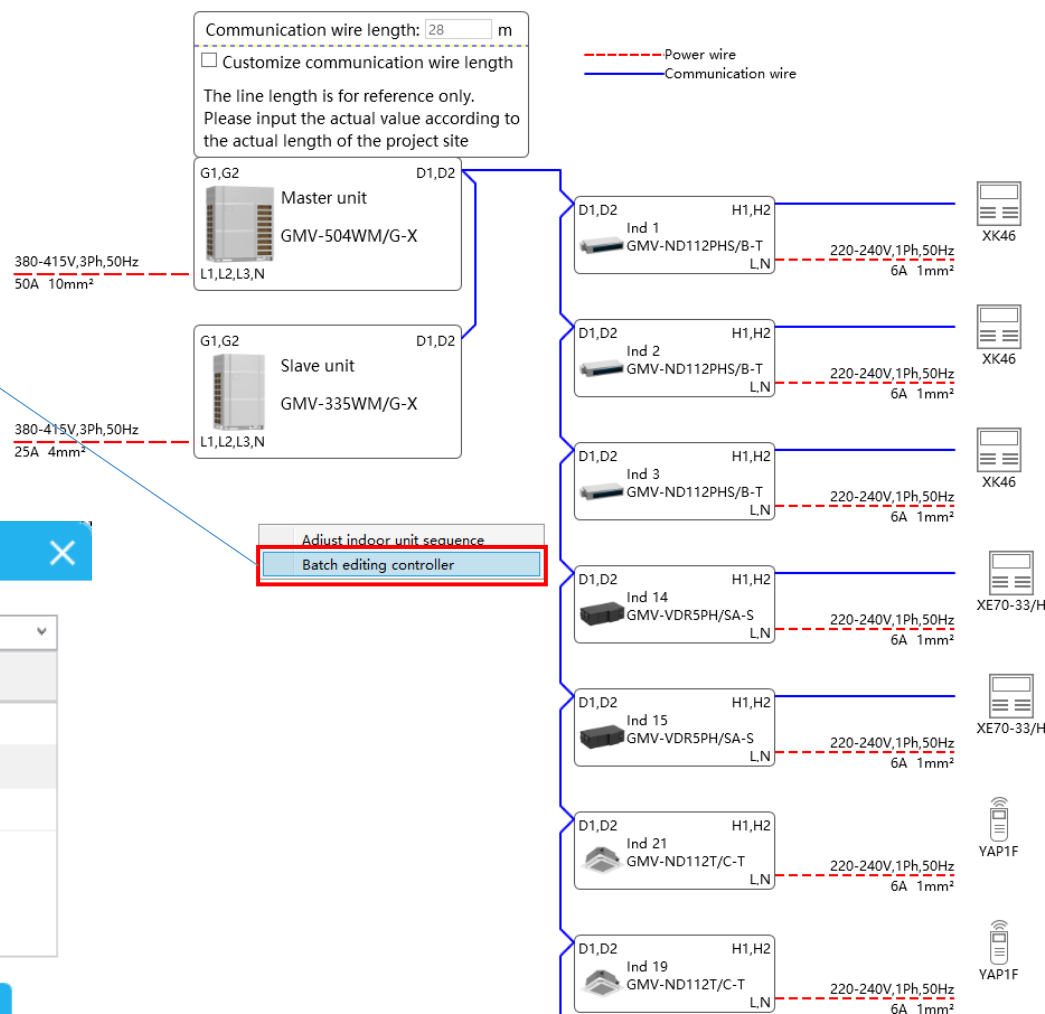 Communication wire length: 28 m
Customize communication wire length
The line length is for reference only.
Please input the actual value according to
the actual length of the project site
Power wire
Communication wire
G1,G2 D1,D2
Master unit
GMV-504WM/G-X
L1,L2,L3,N
380-415V,3Ph,50Hz
50A 10mm²
G1,G2 D1,D2
Slave unit
GMV-335WM/G-X
L1,L2,L3,N
380-415V,3Ph,50Hz
25A 4mm²
Adjust indoor unit sequence
Batch editing controller
D1,D2 H1,H2
Ind 1
GMV-ND112PHS/B-T
L,N
220-240V,1Ph,50Hz
6A 1mm²
XK46
D1,D2 H1,H2
Ind 2
GMV-ND112PHS/B-T
L,N
220-240V,1Ph,50Hz
6A 1mm²
XK46
D1,D2 H1,H2
Ind 3
GMV-ND112PHS/B-T
L,N
220-240V,1Ph,50Hz
6A 1mm²
XK46
D1,D2 H1,H2
Ind 14
GMV-VDR5PH/SA-S
L,N
220-240V,1Ph,50Hz
6A 1mm²
XE70-33/H
D1,D2 H1,H2
Ind 15
GMV-VDR5PH/SA-S
L,N
220-240V,1Ph,50Hz
6A 1mm²
XE70-33/H
D1,D2 H1,H2
Ind 21
GMV-ND112T/C-T
L,N
220-240V,1Ph,50Hz
6A 1mm²
YAP1F
D1,D2 H1,H2
Ind 19
GMV-ND112T/C-T
L,N
220-240V,1Ph,50Hz
6A 1mm²
YAP1F